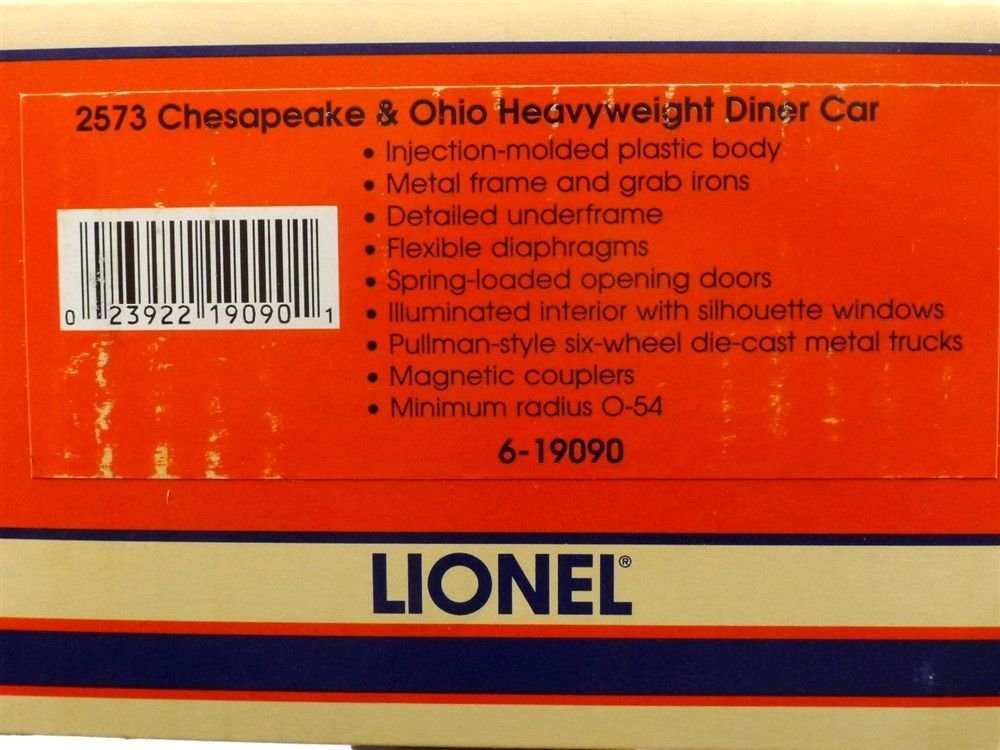 2573 Chesapeake & Ohio Heavyweight Diner Car
• Injection-molded plastic body
• Metal frame and grab irons
• Detailed underframe
• Flexible diaphragms
• Spring-loaded opening doors
• Illuminated interior with silhouette windows
• Pullman-style six-wheel die-cast metal trucks
• Magnetic couplers
• Minimum radius O-54
0 23922 19090 1
6-19090
LIONEL®